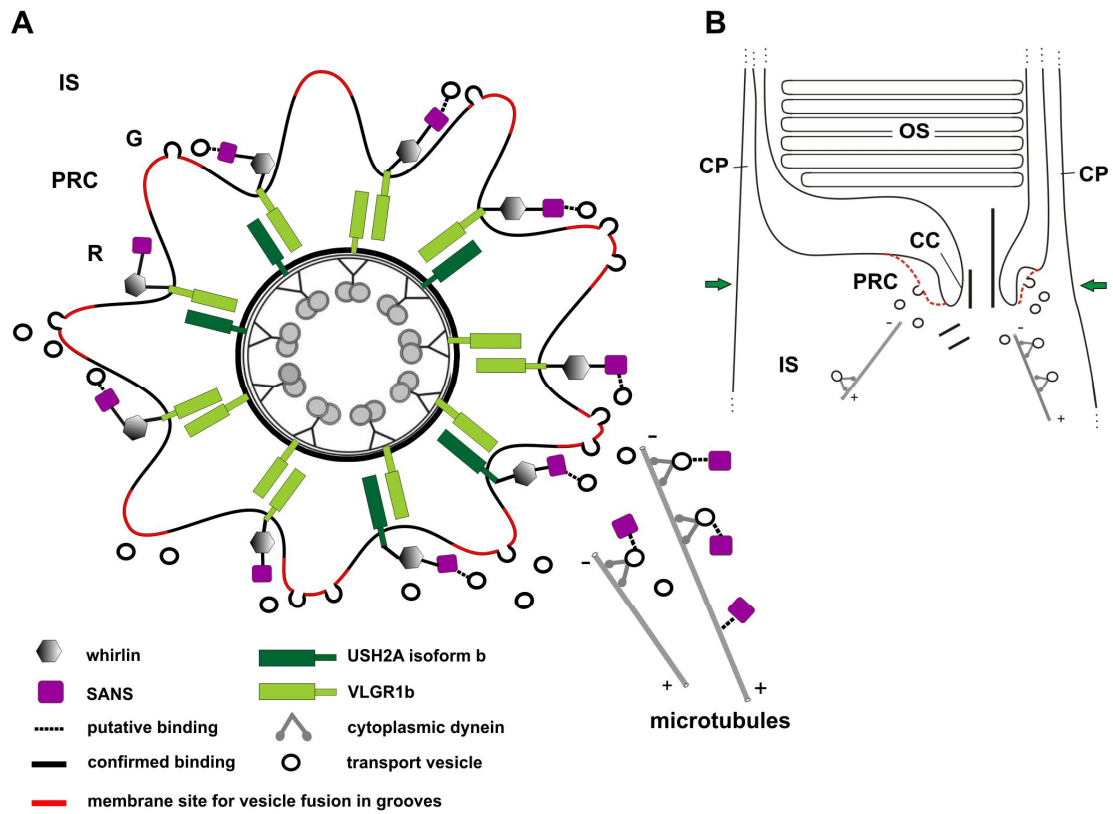 A
IS
G
PRC
R
B
OS
CP
CP
CC
PRC
IS
-
+
-
+
-
-
+
+
microtubules
whirlin
SANS
putative binding
confirmed binding
membrane site for vesicle fusion in grooves
USH2A isoform b
VLGR1b
cytoplasmic dynein
transport vesicle